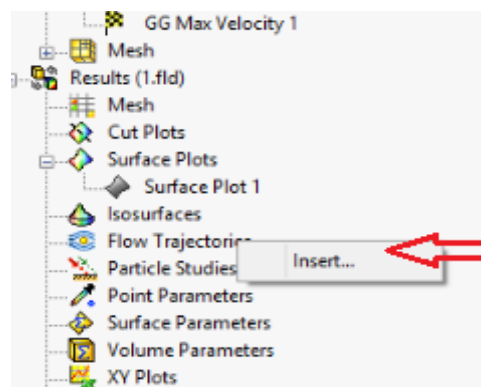 GG Max Velocity 1
Mesh
Results (1.fld)
Mesh
Cut Plots
Surface Plots
Surface Plot 1
Isosurfaces
Flow Trajectories
Insert...
Particle Studies
Point Parameters
Surface Parameters
Volume Parameters
XY Plots